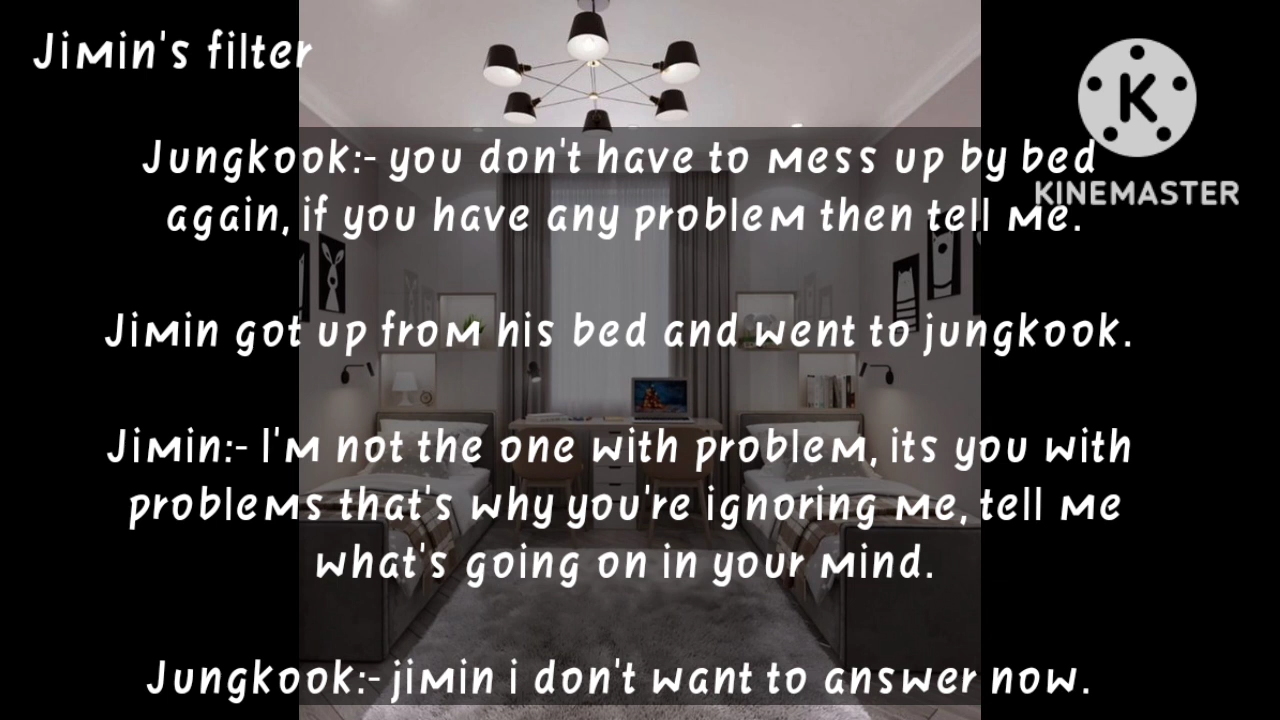 Jimin's filter
K
KINEMASTER
Jungkook:- you don't have to mess up by bed
again, if you have any problem then tell me.
Jimin got up from his bed and went to jungkook.
Jimin:- I'm not the one with problem, its you with
problems that's why you're ignoring me, tell me
what's going on in your mind.
Jungkook:- jimin i don't want to answer now.